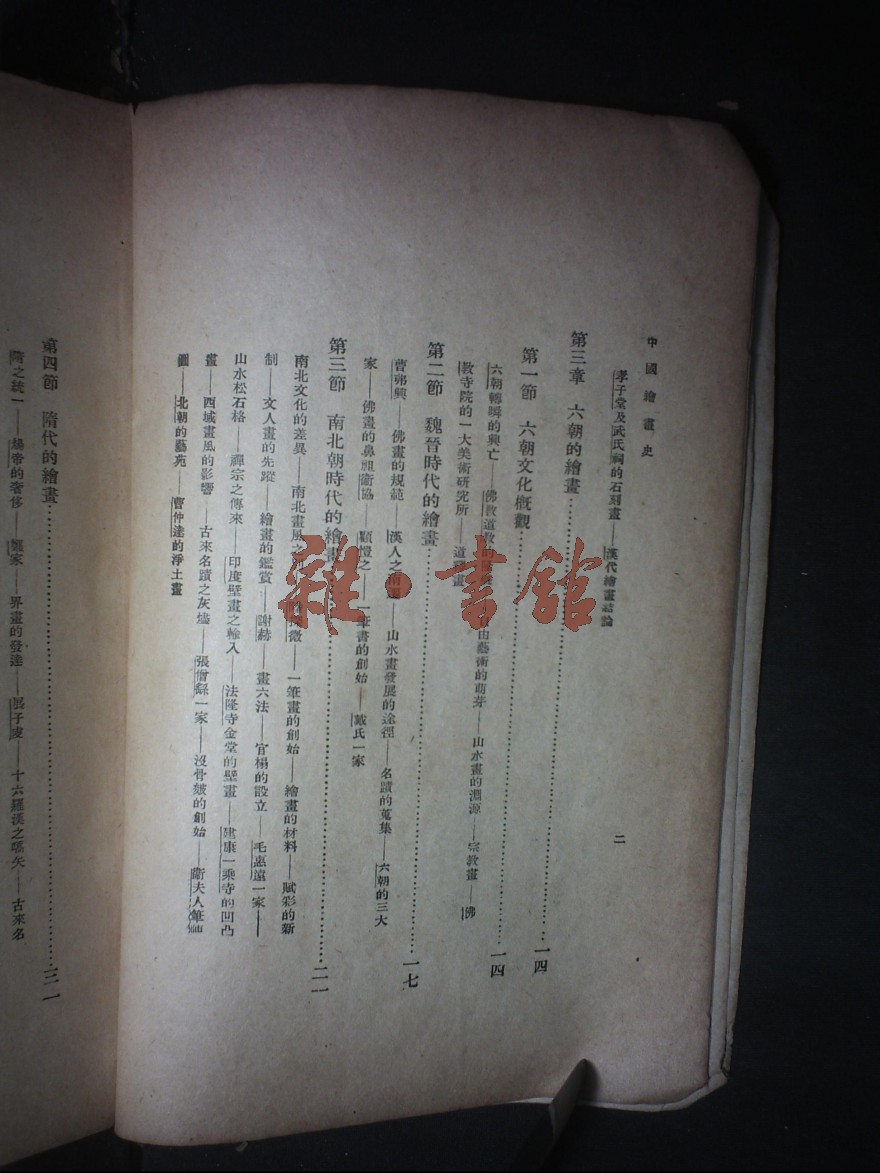 中國繪畫史
二
孝子堂及武氏祠的石刻畫——漢代繪畫結論
第三章 六朝的繪畫……一四
第一節 六朝文化概觀……一四
六朝轉瞬的興亡——佛教道教的
由藝術的萌芽——山水畫的淵源——宗教畫——佛
教寺院的一大美術研究所——道釋畫
第二節 魏晉時代的繪畫……一七
曹弗興——佛畫的規範——漢人之南
——山水畫發展的途徑——名蹟的蒐集——六朝的三大
家——佛畫的鼻祖衛協——顧愷之——一筆書的創始——戴氏一家
第三節 南北朝時代的繪畫……二一
南北文化的差異——南北畫風之
微——一筆畫的創始——繪畫的材料——賦彩的新
制——文人畫的先蹤——繪畫的鑑賞——謝赫——畫六法——官榻的設立——毛惠遠一家——
山水松石格——禪宗之傳來——印度壁畫之輸入——法隆寺金堂的壁畫——建康一乘寺的凹凸
畫——西域畫風的影響——古來名蹟之灰燼——張僧繇一家——沒骨皴的創始——衛夫人筆陣
圖——北朝的藝苑——曹仲達的淨土畫
第四節 隋代的繪畫……三一
隋之統一——煬帝的奢侈——顧家——界畫的發達——展子虔——十六羅漢之嚆矢——古來名
雜·書館